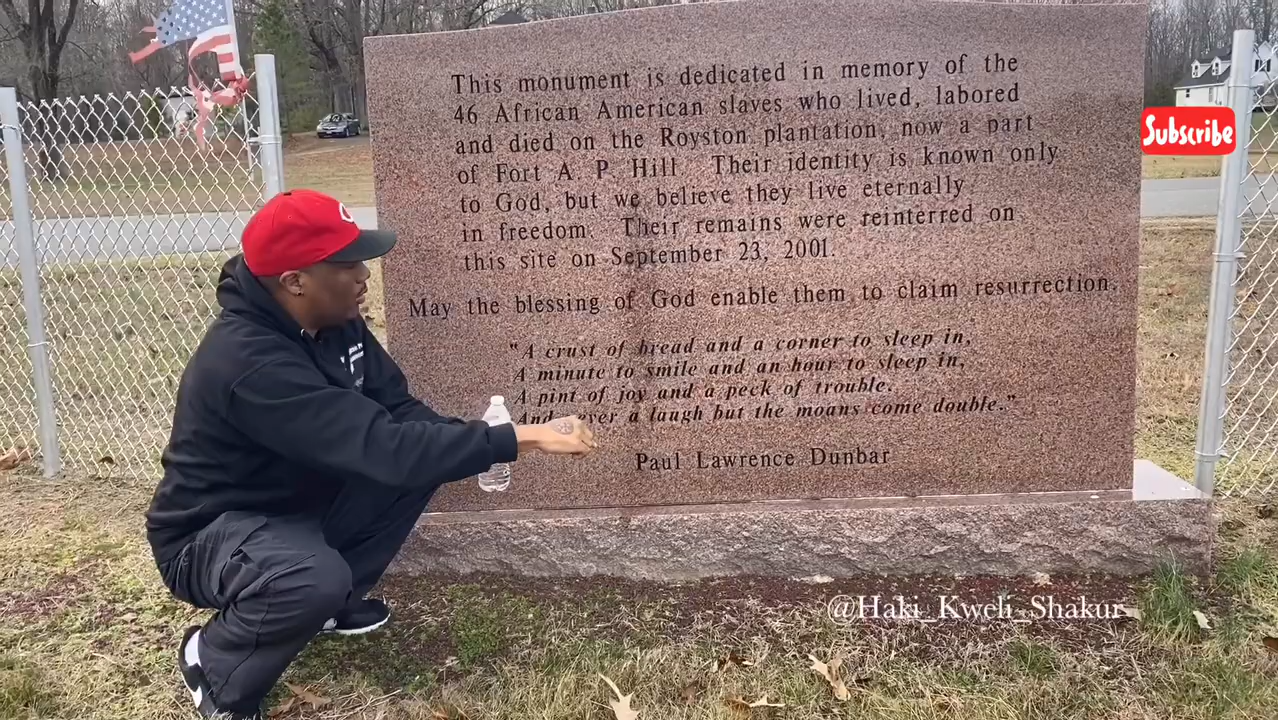 This monument is dedicated in memory of the
46 African American slaves who lived, labored
and died on the Royston plantation, now a part
of Fort A. P. Hill. Their identity is known only
to God, but we believe they live eternally
in freedom. Their remains were reinterred on
this site on September 23, 2001.
May the blessing of God enable them to claim resurrection.
"A crust of bread and a corner to sleep in,
A minute to smile and an hour to sleep in,
A pint of joy and a peck of trouble.
And never a laugh but the moans come double."
Paul Lawrence Dunbar
Subscribe
@Haki_Kweli_Shakur